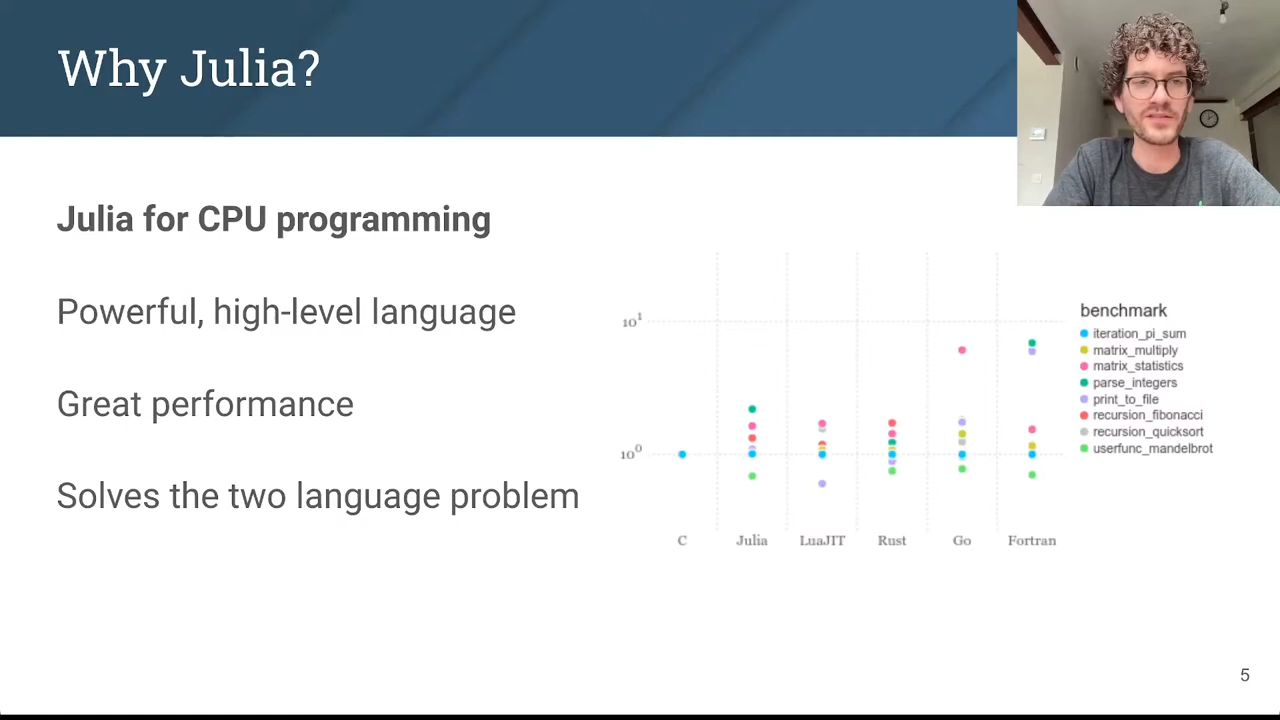 Why Julia?
Julia for CPU programming
Powerful, high-level language
Great performance
Solves the two language problem
10¹
10⁰
C Julia LuaJIT Rust Go Fortran
benchmark
iteration_pi_sum
matrix_multiply
matrix_statistics
parse_integers
print_to_file
recursion_fibonacci
recursion_quicksort
userfunc_mandelbrot
5